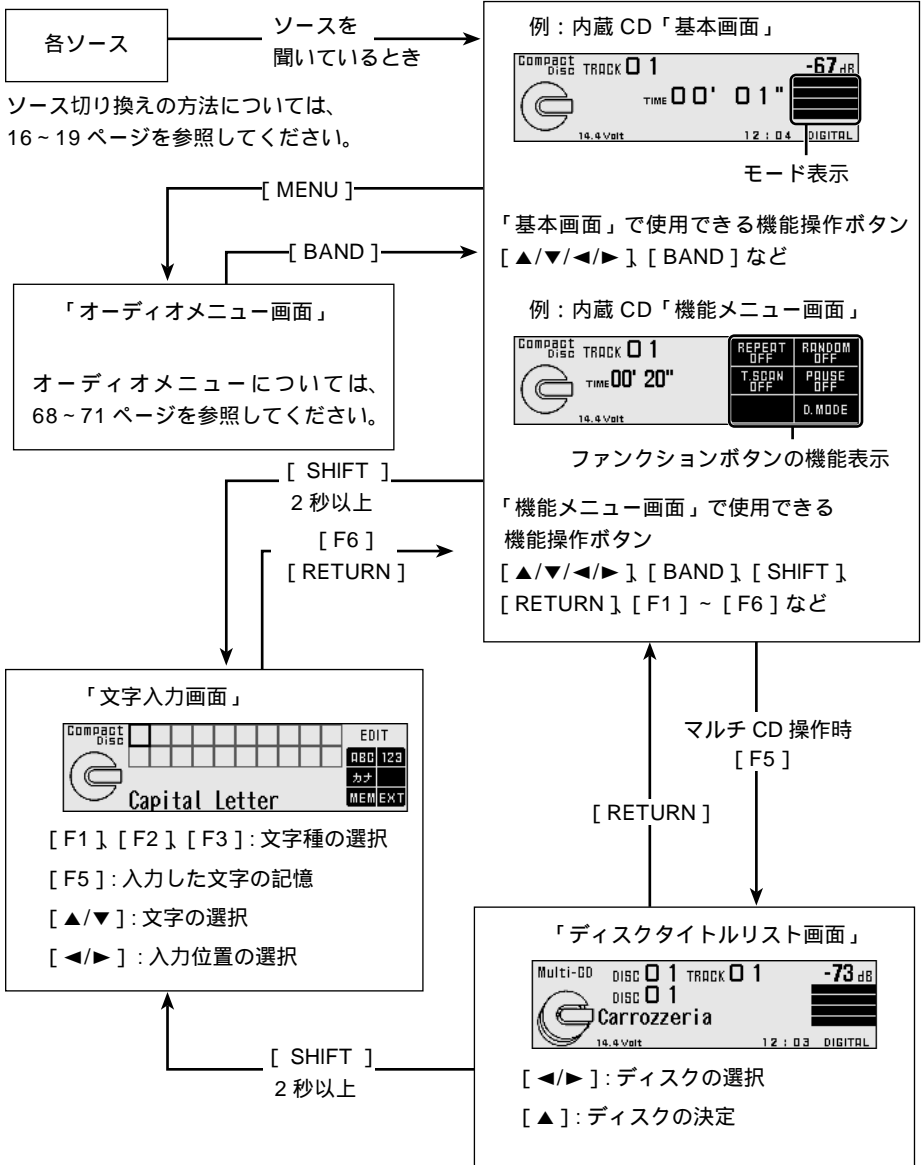 各ソース
ソースを
聞いているとき
ソース切り換えの方法については、
16~19 ページを参照してください。
例：内蔵 CD「基本画面」
Compact
Disc TRACK 01
-67 dB
TIME 00' 01"
14.4 Volt
12:04 DIGITAL
モード表示
「基本画面」で使用できる機能操作ボタン
[ ▲/▼/◄/► ]、[ BAND ] など
例：内蔵 CD「機能メニュー画面」
Compact
Disc TRACK 01
TIME 00' 20"
14.4 Volt
REPEAT OFF
RANDOM OFF
T.SCAN OFF
PAUSE OFF
D.MODE
ファンクションボタンの機能表示
「機能メニュー画面」で使用できる
機能操作ボタン
[ ▲/▼/◄/► ]、[ BAND ]、[ SHIFT ]、
[ RETURN ]、[ F1 ] ~ [ F6 ] など
[ MENU ]
[ BAND ]
「オーディオメニュー画面」
オーディオメニューについては、
68~71 ページを参照してください。
[ SHIFT ]
2 秒以上
[ F6 ]
[ RETURN ]
「文字入力画面」
Compact
Disc
EDIT
ABC 123
カナ
MEM EXT
Capital Letter
[ F1 ]、[ F2 ]、[ F3 ] : 文字種の選択
[ F5 ] : 入力した文字の記憶
[ ▲/▼ ] : 文字の選択
[ ◄/► ] : 入力位置の選択
マルチ CD 操作時
[ F5 ]
[ RETURN ]
「ディスクタイトルリスト画面」
Multi-CD DISC 01 TRACK 01
-73 dB
DISC 01
Carrozzeria
14.4 Volt
12:03 DIGITAL
[ ◄/► ] : ディスクの選択
[ ▲ ] : ディスクの決定
[ SHIFT ]
2 秒以上